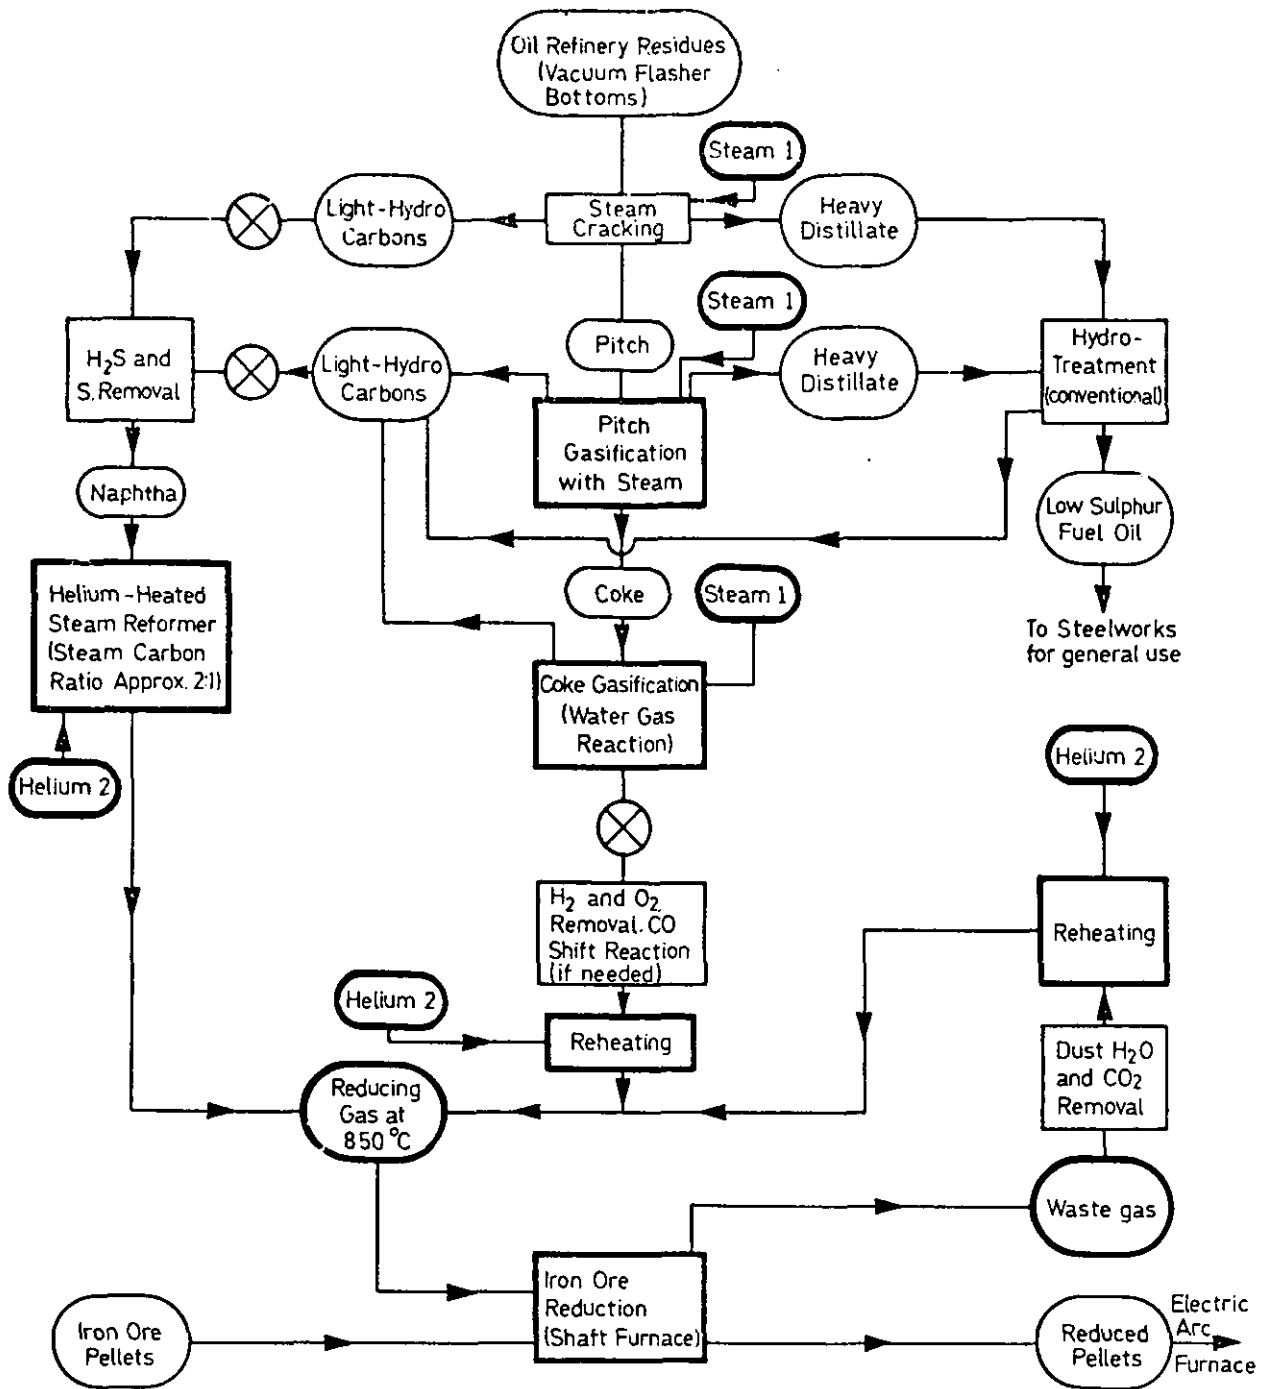 Oil Refinery Residues
(Vacuum Flasher
Bottoms)
Steam 1
Light-Hydro
Carbons
Steam
Cracking
Heavy
Distillate
Steam 1
H₂S and
S. Removal
Light-Hydro
Carbons
Pitch
Heavy
Distillate
Hydro-
Treatment
(conventional)
Pitch
Gasification
with Steam
Naphtha
Low Sulphur
Fuel Oil
Helium-Heated
Steam Reformer
(Steam Carbon
Ratio Approx. 2:1)
Coke
Steam 1
To Steelworks
for general use
Coke Gasification
(Water Gas
Reaction)
Helium 2
Helium 2
H₂ and O₂
Removal. CO
Shift Reaction
(if needed)
Reheating
Helium 2
Reheating
Dust H₂O
and CO₂
Removal
Reducing
Gas at
850 °C
Waste gas
Iron Ore
Reduction
(Shaft Furnace)
Iron Ore
Pellets
Reduced
Pellets
Electric
Arc
Furnace